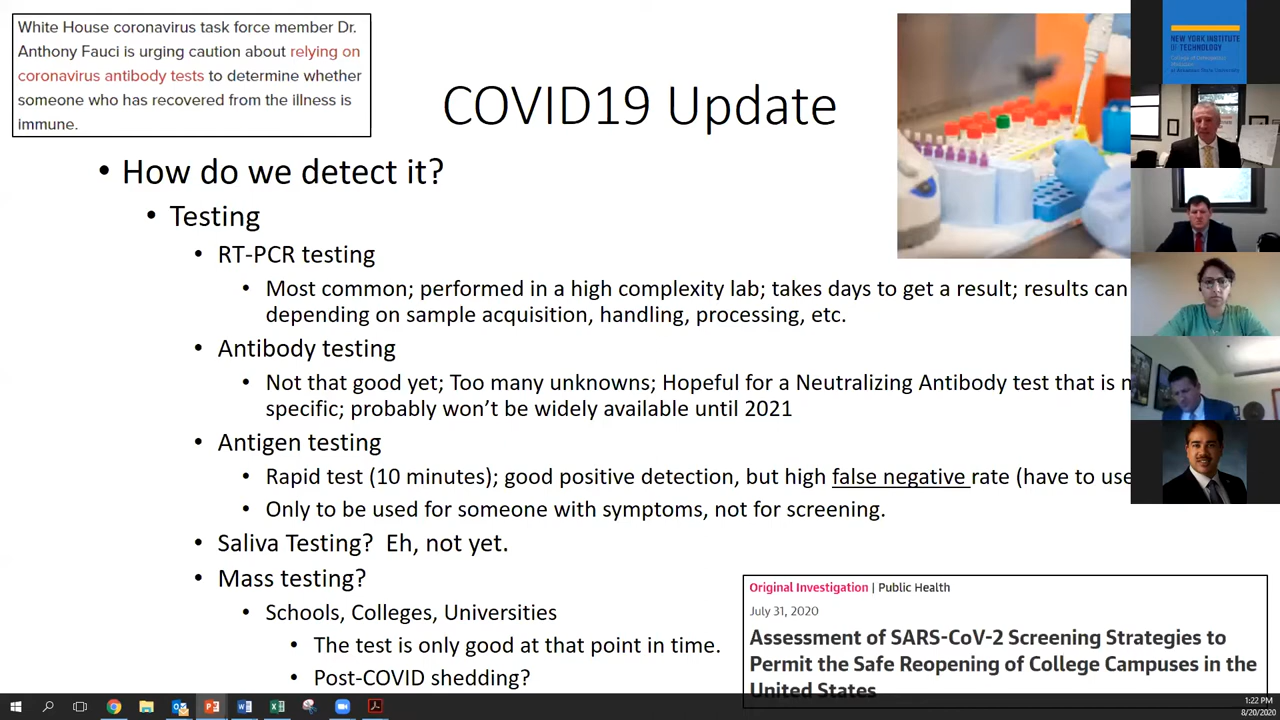 White House coronavirus task force member Dr.
Anthony Fauci is urging caution about relying on
coronavirus antibody tests to determine whether
someone who has recovered from the illness is
immune.
COVID19 Update
NEW YORK INSTITUTE
OF TECHNOLOGY
College of Osteopathic
Medicine
at Arkansas State University
• How do we detect it?
• Testing
• RT-PCR testing
• Most common; performed in a high complexity lab; takes days to get a result; results can
depending on sample acquisition, handling, processing, etc.
• Antibody testing
• Not that good yet; Too many unknowns; Hopeful for a Neutralizing Antibody test that is
specific; probably won’t be widely available until 2021
• Antigen testing
• Rapid test (10 minutes); good positive detection, but high false negative rate (have to use
• Only to be used for someone with symptoms, not for screening.
• Saliva Testing? Eh, not yet.
• Mass testing?
• Schools, Colleges, Universities
• The test is only good at that point in time.
• Post-COVID shedding?
Original Investigation | Public Health
July 31, 2020
Assessment of SARS-CoV-2 Screening Strategies to
Permit the Safe Reopening of College Campuses in the
United States
1:22 PM
8/20/2020